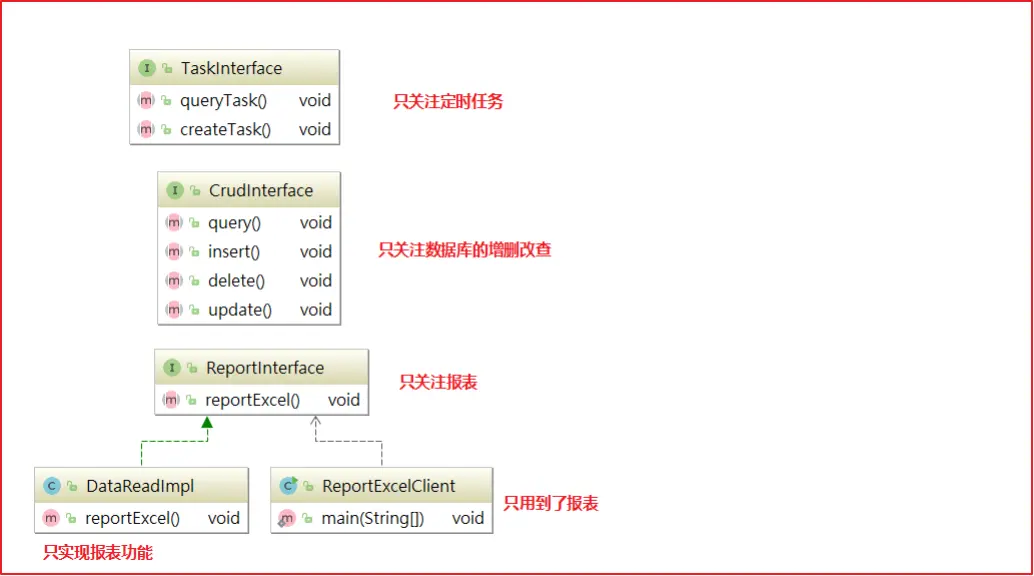 TaskInterface
queryTask() void
createTask() void
只关注定时任务
CrudInterface
query() void
insert() void
delete() void
update() void
只关注数据库的增删改查
ReportInterface
reportExcel() void
只关注报表
DataReadImpl
reportExcel() void
只实现报表功能
ReportExcelClient
main(String[]) void
只用到了报表